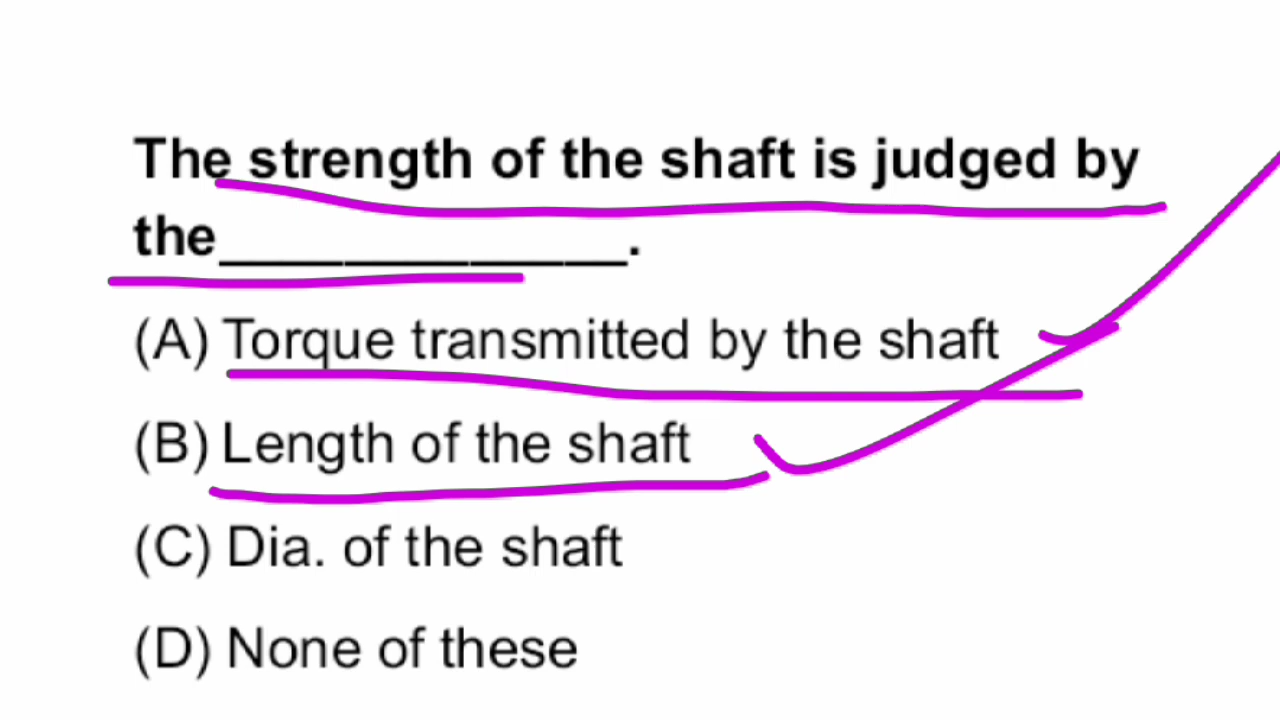 The strength of the shaft is judged by
the_____________.
(A) Torque transmitted by the shaft
(B) Length of the shaft
(C) Dia. of the shaft
(D) None of these